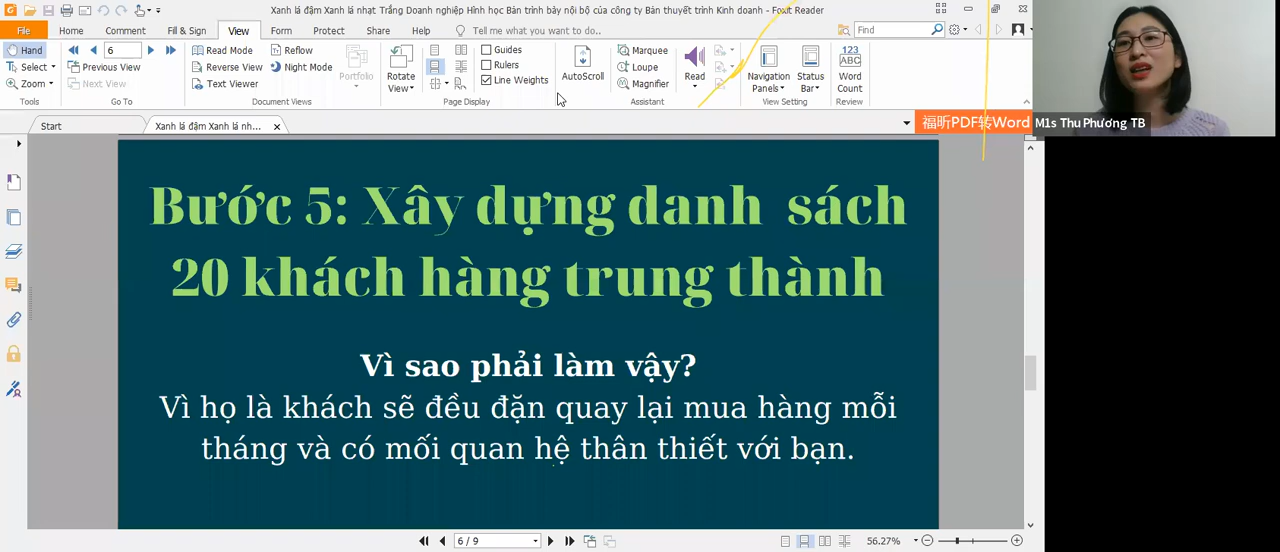 Xanh lá đậm Xanh lá nhạt Trắng Doanh nghiệp Hình học Bản trình bày nội bộ của công ty Bản thuyết trình Kinh doanh - Foxit Reader
File Home Comment Fill & Sign View Form Protect Share Help Tell me what you want to do.. Find
Hand 6 Read Mode Reflow Guides Marquee 123
Select Previous View Reverse View Night Mode Portfolio Rotate View Rulers AutoScroll Loupe Read Navigation Panels Status Bar ABC Word Count
Zoom Next View Text Viewer Line Weights Magnifier
Tools Go To Document Views Page Display Assistant View Setting Review
Start Xanh lá đậm Xanh lá nh... 福昕PDF转Word M1s Thu Phương TB
Bước 5: Xây dựng danh sách
20 khách hàng trung thành
Vì sao phải làm vậy?
Vì họ là khách sẽ đều đặn quay lại mua hàng mỗi
tháng và có mối quan hệ thân thiết với bạn.
6 / 9 56.27%